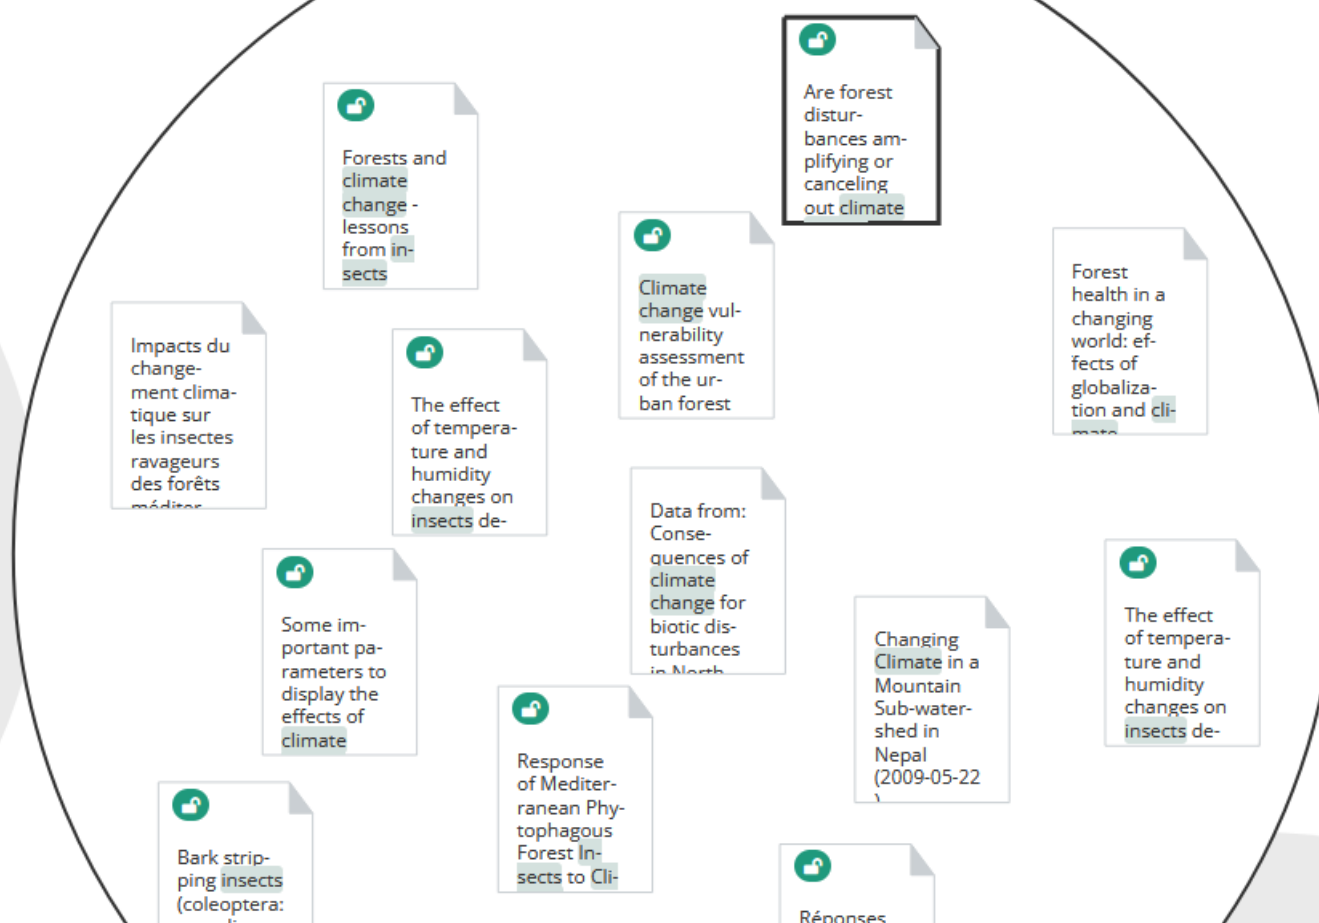 Are forest
distur-
bances am-
plifying or
canceling
out climate
Forests and
climate
change -
lessons
from in-
sects
Climate
change vul-
nerability
assessment
of the ur-
ban forest
Forest
health in a
changing
world: ef-
fects of
globaliza-
tion and cli-
mate
Impacts du
change-
ment clima-
tique sur
les insectes
ravageurs
des forêts
méditer-
The effect
of tempera-
ture and
humidity
changes on
insects de-
Data from:
Conse-
quences of
climate
change for
biotic dis-
turbances
in North
Some im-
portant pa-
rameters to
display the
effects of
climate
Changing
Climate in a
Mountain
Sub-water-
shed in
Nepal
(2009-05-22
)
The effect
of tempera-
ture and
humidity
changes on
insects de-
Response
of Mediter-
ranean Phy-
tophagous
Forest In-
sects to Cli-
Bark strip-
ping insects
(coleoptera:
Réponses